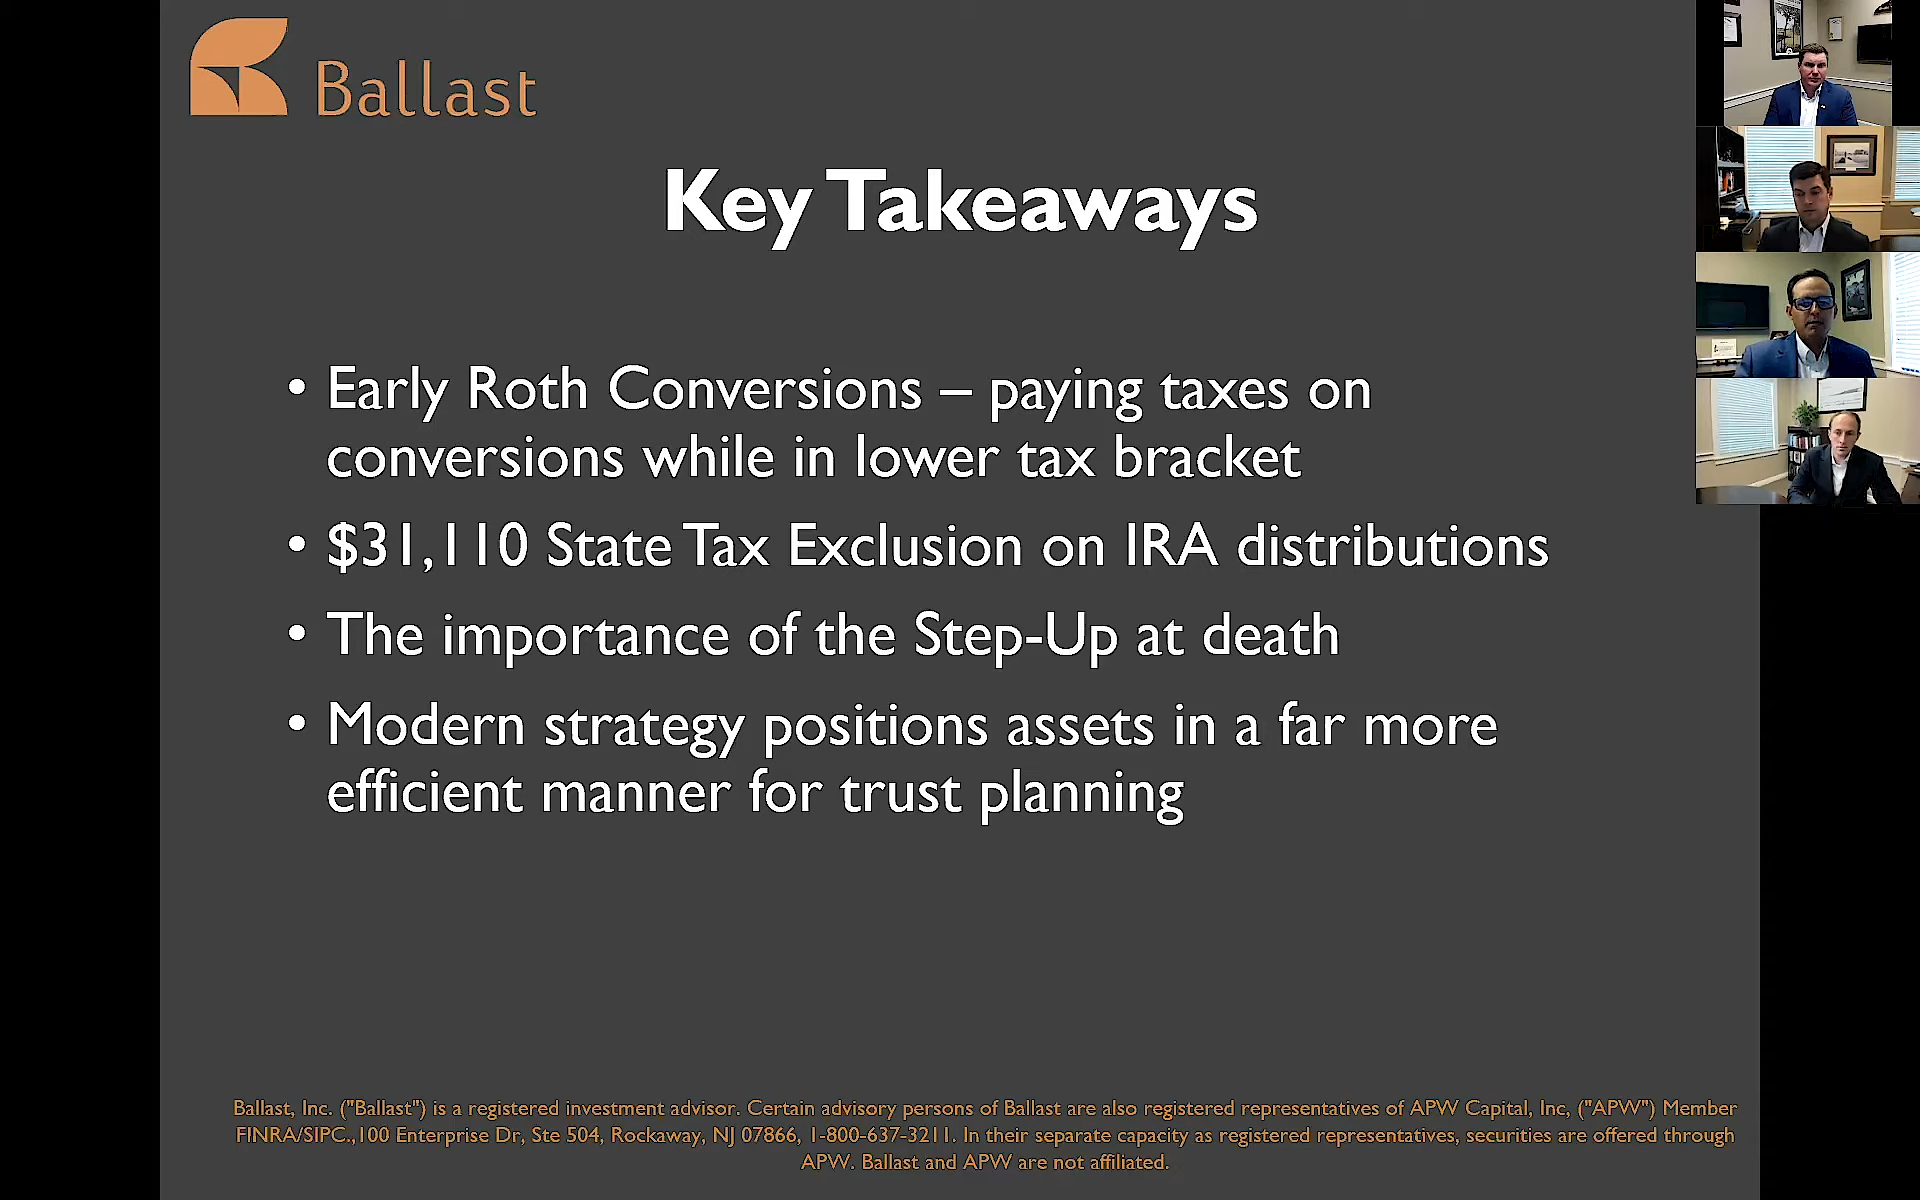 Ballast
Key Takeaways
• Early Roth Conversions – paying taxes on
conversions while in lower tax bracket
• $31,110 State Tax Exclusion on IRA distributions
• The importance of the Step-Up at death
• Modern strategy positions assets in a far more
efficient manner for trust planning
Ballast, Inc. ("Ballast") is a registered investment advisor. Certain advisory persons of Ballast are also registered representatives of APW Capital, Inc, ("APW") Member
FINRA/SIPC.,100 Enterprise Dr, Ste 504, Rockaway, NJ 07866, 1-800-637-3211. In their separate capacity as registered representatives, securities are offered through
APW. Ballast and APW are not affiliated.